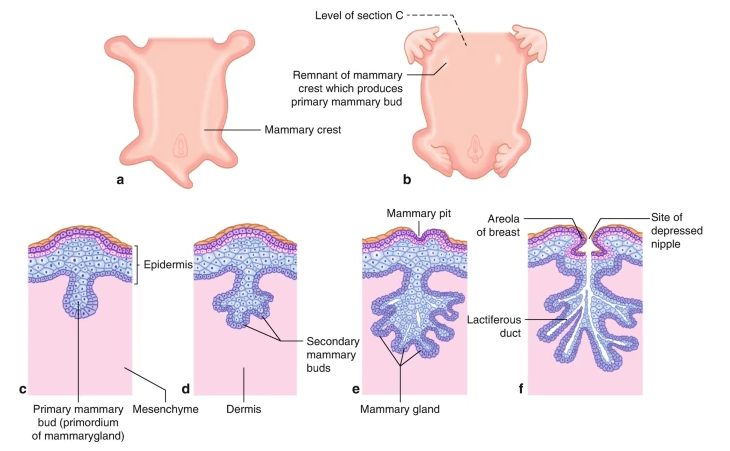 Level of section C
Remnant of mammary
crest which produces
primary mammary bud
Mammary crest
a
b
Mammary pit
Areola
of breast
Site of
depressed
nipple
Epidermis
Lactiferous
duct
Secondary
mammary
buds
c
d
e
f
Primary mammary
bud (primordium
of mammarygland)
Mesenchyme
Dermis
Mammary gland